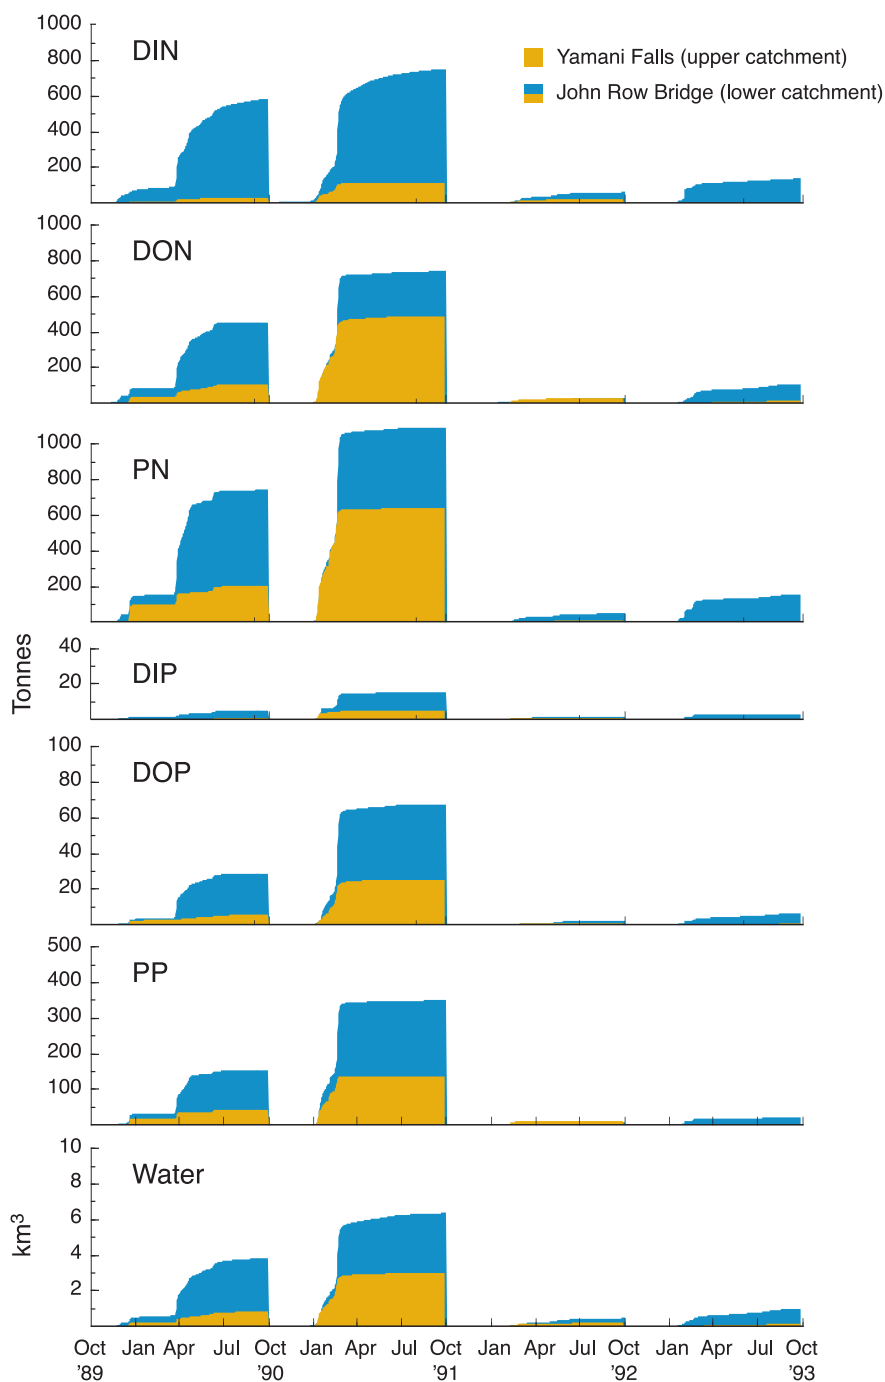 1000
DIN
Yamani Falls (upper catchment)
800
John Row Bridge (lower catchment)
600
400
200
1000
DON
800
600
400
200
1000
PN
800
600
400
200
Tonnes
40
DIP
20
100
DOP
80
60
40
20
500
PP
400
300
200
100
10
Water
8
6
km³
4
2
Oct Jan Apr Jul Oct Jan Apr Jul Oct Jan Apr Jul Oct Jan Apr Jul Oct
'89 '90 '91 '92 '93